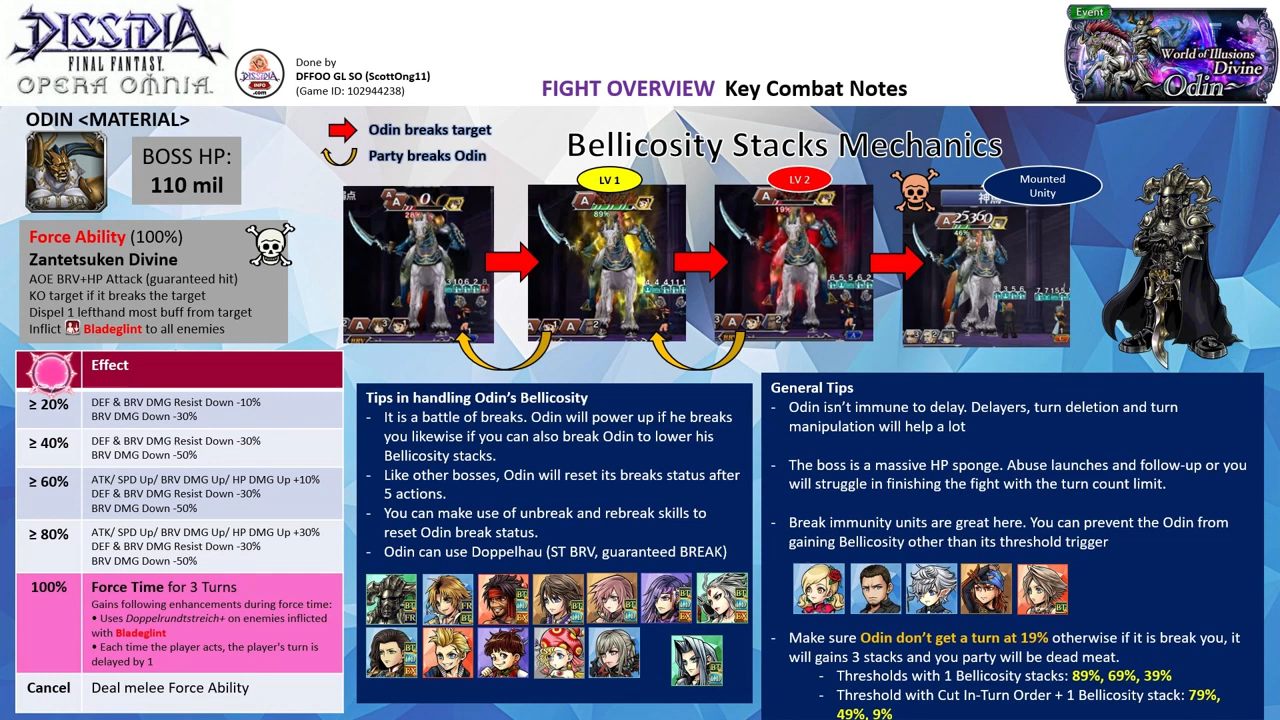 DISSIDIA
FINAL FANTASY
OPERA OMNIA
DISSIDIA
INFO
.com
Done by
DFFOO GL SO (ScottOng11)
(Game ID: 102944238)
FIGHT OVERVIEW Key Combat Notes
Event
World of Illusions
Divine
Odin
ODIN <MATERIAL>
BOSS HP:
110 mil
Odin breaks target
Party breaks Odin
Bellicosity Stacks Mechanics
LV 1
LV 2
Mounted
Unity
28%
89%
19%
25360
46%
Force Ability (100%)
Zantetsuken Divine
AOE BRV+HP Attack (guaranteed hit)
KO target if it breaks the target
Dispel 1 lefthand most buff from target
Inflict Bladeglint to all enemies
Effect
≥ 20%
DEF & BRV DMG Resist Down -10%
BRV DMG Down -30%
≥ 40%
DEF & BRV DMG Resist Down -30%
BRV DMG Down -50%
≥ 60%
ATK/ SPD Up/ BRV DMG Up/ HP DMG Up +10%
DEF & BRV DMG Resist Down -30%
BRV DMG Down -50%
≥ 80%
ATK/ SPD Up/ BRV DMG Up/ HP DMG Up +30%
DEF & BRV DMG Resist Down -30%
BRV DMG Down -50%
100%
Force Time for 3 Turns
Gains following enhancements during force time:
• Uses Doppelrundtstreich+ on enemies inflicted
with Bladeglint
• Each time the player acts, the player's turn is
delayed by 1
Cancel
Deal melee Force Ability
Tips in handling Odin's Bellicosity
- It is a battle of breaks. Odin will power up if he breaks
you likewise if you can also break Odin to lower his
Bellicosity stacks.
- Like other bosses, Odin will reset its breaks status after
5 actions.
- You can make use of unbreak and rebreak skills to
reset Odin break status.
- Odin can use Doppelhau (ST BRV, guaranteed BREAK)
General Tips
- Odin isn't immune to delay. Delayers, turn deletion and turn
manipulation will help a lot
- The boss is a massive HP sponge. Abuse launches and follow-up or you
will struggle in finishing the fight with the turn count limit.
- Break immunity units are great here. You can prevent the Odin from
gaining Bellicosity other than its threshold trigger
- Make sure Odin don't get a turn at 19% otherwise if it is break you, it
will gains 3 stacks and you party will be dead meat.
- Thresholds with 1 Bellicosity stacks: 89%, 69%, 39%
- Threshold with Cut In-Turn Order + 1 Bellicosity stack: 79%,
49%, 9%